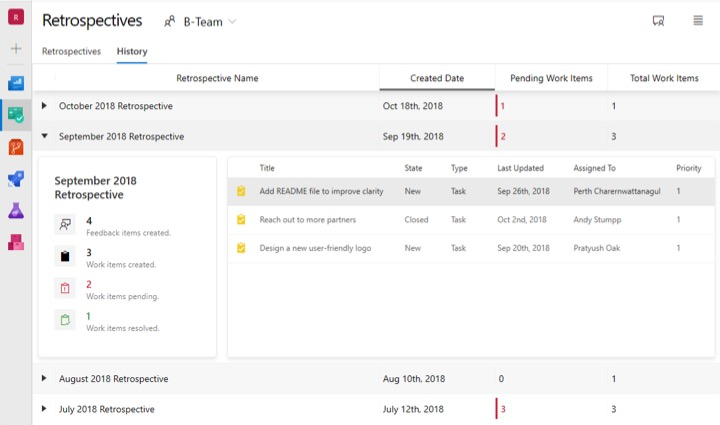 R
Retrospectives B-Team
Retrospectives History
Retrospective Name Created Date Pending Work Items Total Work Items
October 2018 Retrospective Oct 18th, 2018 1 1
September 2018 Retrospective Sep 19th, 2018 2 3
September 2018
Retrospective
4
Feedback items created.
3
Work items created.
2
Work items pending.
1
Work items resolved.
Title State Type Last Updated Assigned To Priority
Add README file to improve clarity New Task Sep 26th, 2018 Perth Charernwattanagul 1
Reach out to more partners Closed Task Oct 2nd, 2018 Andy Stumpp 1
Design a new user-friendly logo New Task Sep 20th, 2018 Pratyush Oak 1
August 2018 Retrospective Aug 10th, 2018 0 1
July 2018 Retrospective July 12th, 2018 3 3